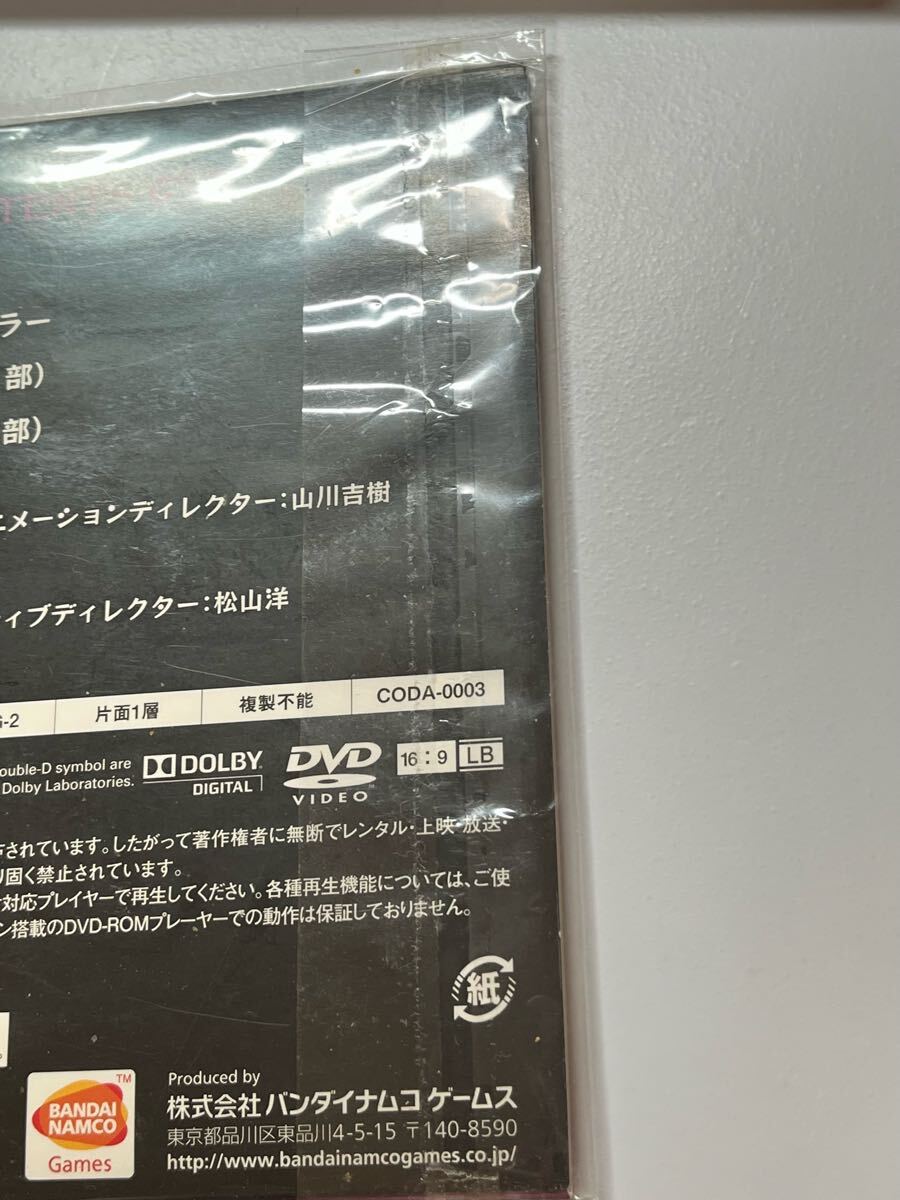 TENTS
ラー
部）
部）
ニメーションディレクター：山川吉樹
ィブディレクター：松山洋
G-2 片面1層 複製不能 CODA-0003
ouble-D symbol are
Dolby Laboratories.
DOLBY
DIGITAL
DVD
VIDEO
16:9 LB
されています。したがって著作権者に無断でレンタル・上映・放送・
り固く禁止されています。
対応プレイヤーで再生してください。各種再生機能については、ご使
ン搭載のDVD-ROMプレーヤーでの動作は保証しておりません。
紙
BANDAI
NAMCO
Games
TM
Produced by
株式会社 バンダイナムコ ゲームス
東京都品川区東品川4-5-15 〒140-8590
http://www.bandainamcogames.co.jp/